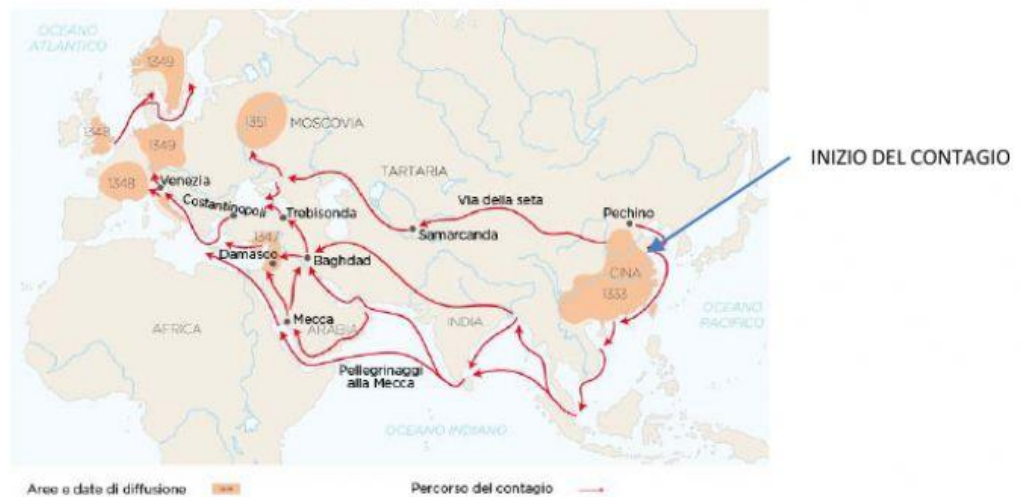 OCEANO
ATLANTICO
1349
1348
1349
1351
MOSCOVIA
INIZIO DEL CONTAGIO
TARTARIA
1348
Venezia
Costantinopoli
Trebisonda
Via della seta
Pechino
Samarcanda
1347
Damasco
Baghdad
CINA
1333
OCEANO
PACIFICO
Mecca
AFRICA
ARABIA
INDIA
Pellegrinaggi
alla Mecca
OCEANO INDIANO
Aree e date di diffusione
Percorso del contagio